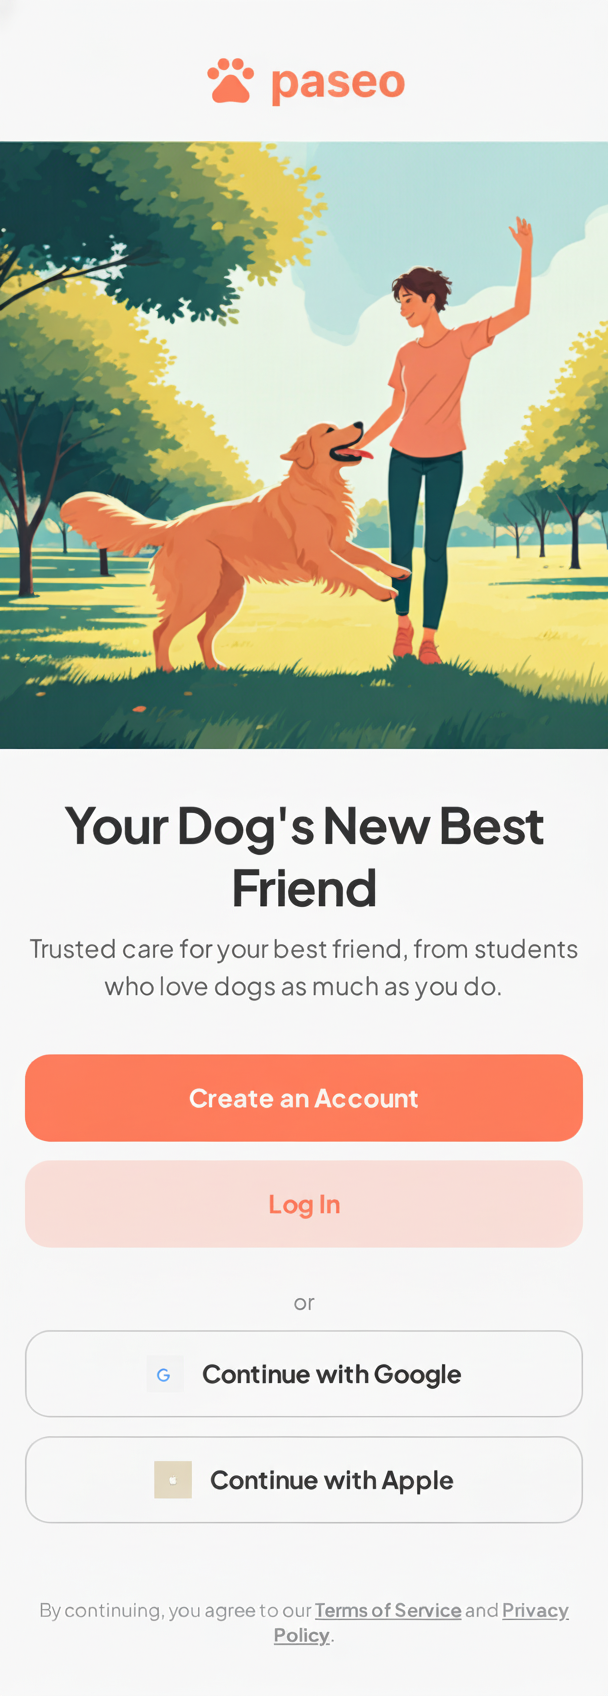 paseo
Your Dog's New Best
Friend
Trusted care for your best friend, from students
who love dogs as much as you do.
Create an Account
Log In
or
G Continue with Google
Continue with Apple
By continuing, you agree to our Terms of Service and Privacy
Policy.